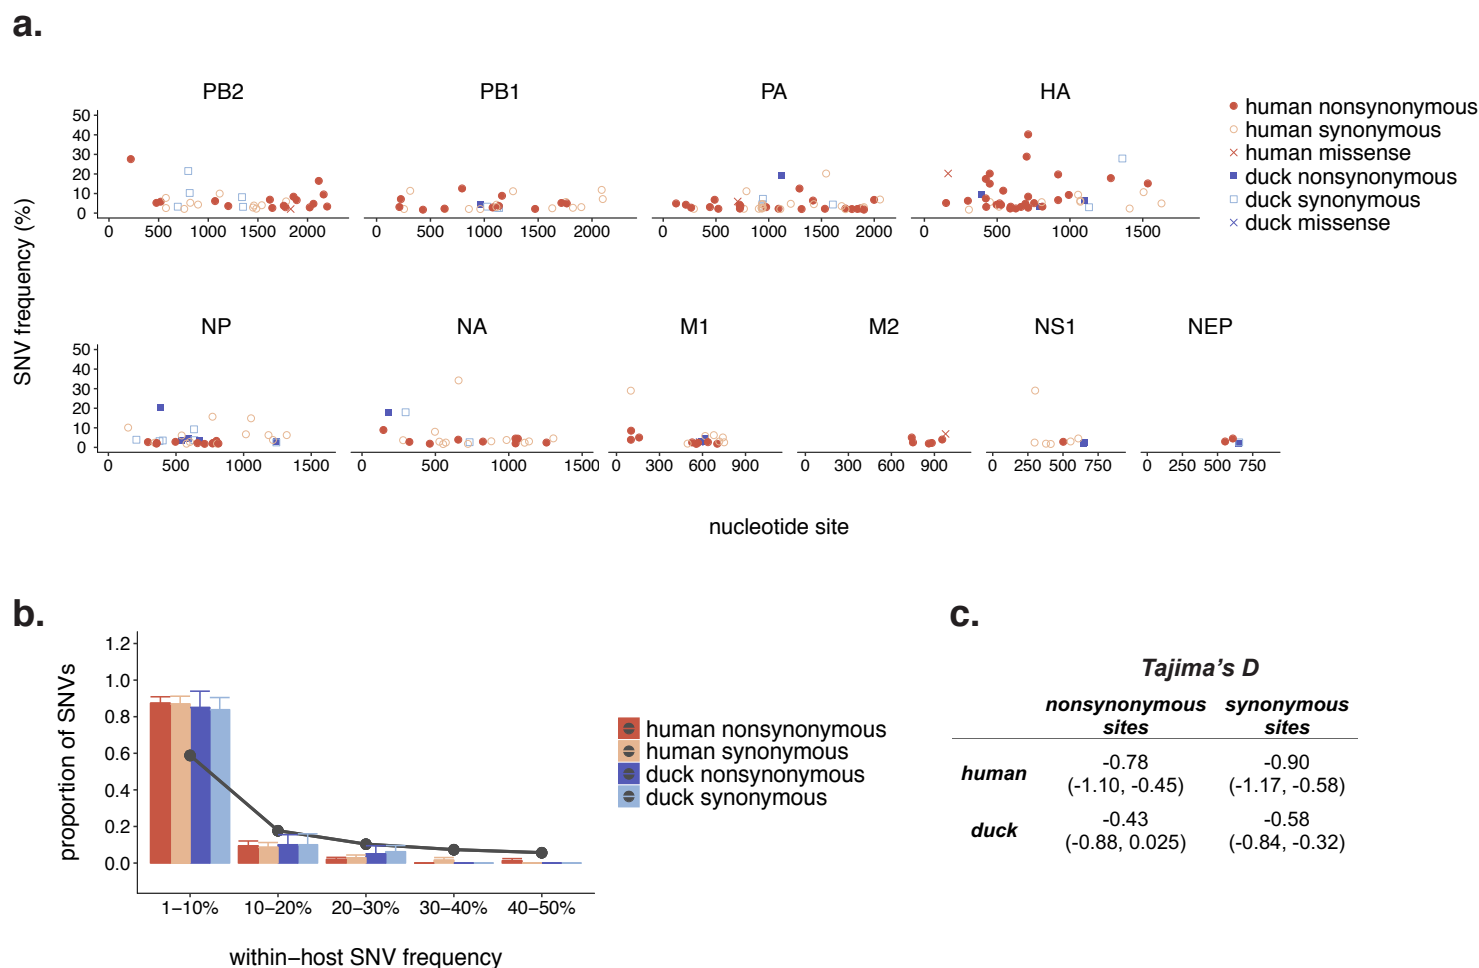 a.
PB2 PB1 PA HA
SNV frequency (%)
50
40
30
20
10
0
0 500 1000 1500 2000
0 500 1000 1500 2000
0 500 1000 1500 2000
0 500 1000 1500
human nonsynonymous
human synonymous
human missense
duck nonsynonymous
duck synonymous
duck missense
NP NA M1 M2 NS1 NEP
50
40
30
20
10
0
0 500 1000 1500
0 500 1000 1500
0 300 600 900
0 300 600 900
0 250 500 750
0 250 500 750
nucleotide site
b.
proportion of SNVs
1.2
1.0
0.8
0.6
0.4
0.2
0.0
1–10% 10–20% 20–30% 30–40% 40–50%
within–host SNV frequency
human nonsynonymous
human synonymous
duck nonsynonymous
duck synonymous
c.
Tajima's D
nonsynonymous synonymous
sites sites
human -0.78 -0.90
(-1.10, -0.45) (-1.17, -0.58)
duck -0.43 -0.58
(-0.88, 0.025) (-0.84, -0.32)